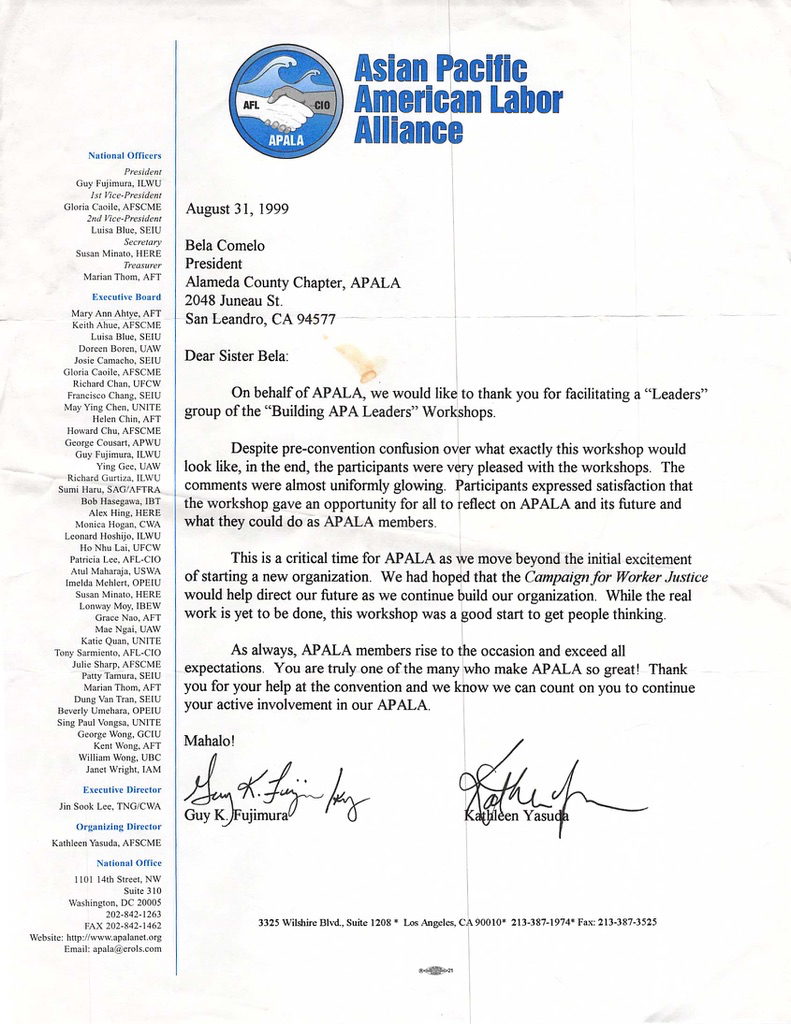 AFL
CIO
APALA
Asian Pacific
American Labor
Alliance
National Officers
President
Guy Fujimura, ILWU
1st Vice-President
Gloria Caoile, AFSCME
2nd Vice-President
Luisa Blue, SEIU
Secretary
Susan Minato, HERE
Treasurer
Marian Thom, AFT
Executive Board
Mary Ann Ahtye, AFT
Keith Ahue, AFSCME
Luisa Blue, SEIU
Doreen Boren, UAW
Josie Camacho, SEIU
Gloria Caoile, AFSCME
Richard Chan, UFCW
Francisco Chang, SEIU
May Ying Chen, UNITE
Helen Chin, AFT
Howard Chu, AFSCME
George Cousart, APWU
Guy Fujimura, ILWU
Ying Gee, UAW
Richard Gurtiza, ILWU
Sumi Haru, SAG/AFTRA
Bob Hasegawa, IBT
Alex Hing, HERE
Monica Hogan, CWA
Leonard Hoshijo, ILWU
Ho Nhu Lai, UFCW
Patricia Lee, AFL-CIO
Atul Maharaja, USWA
Imelda Mehlert, OPEIU
Susan Minato, HERE
Lonway Moy, IBEW
Grace Nao, AFT
Mae Ngai, UAW
Katie Quan, UNITE
Tony Sarmiento, AFL-CIO
Julie Sharp, AFSCME
Patty Tamura, SEIU
Marian Thom, AFT
Dung Van Tran, SEIU
Beverly Umehara, OPEIU
Sing Paul Vongsa, UNITE
George Wong, GCIU
Kent Wong, AFT
William Wong, UBC
Janet Wright, IAM
Executive Director
Jin Sook Lee, TNG/CWA
Organizing Director
Kathleen Yasuda, AFSCME
National Office
1101 14th Street, NW
Suite 310
Washington, DC 20005
202-842-1263
FAX 202-842-1462
Website: http://www.apalanet.org
Email: apala@erols.com
August 31, 1999
Bela Comelo
President
Alameda County Chapter, APALA
2048 Juneau St.
San Leandro, CA 94577
Dear Sister Bela:
On behalf of APALA, we would like to thank you for facilitating a “Leaders”
group of the “Building APA Leaders” Workshops.
Despite pre-convention confusion over what exactly this workshop would
look like, in the end, the participants were very pleased with the workshops. The
comments were almost uniformly glowing. Participants expressed satisfaction that
the workshop gave an opportunity for all to reflect on APALA and its future and
what they could do as APALA members.
This is a critical time for APALA as we move beyond the initial excitement
of starting a new organization. We had hoped that the Campaign for Worker Justice
would help direct our future as we continue build our organization. While the real
work is yet to be done, this workshop was a good start to get people thinking.
As always, APALA members rise to the occasion and exceed all
expectations. You are truly one of the many who make APALA so great! Thank
you for your help at the convention and we know we can count on you to continue
your active involvement in our APALA.
Mahalo!
Guy K. Fujimura
Kathleen Yasuda
3325 Wilshire Blvd., Suite 1208 * Los Angeles, CA 90010* 213-387-1974* Fax: 213-387-3525